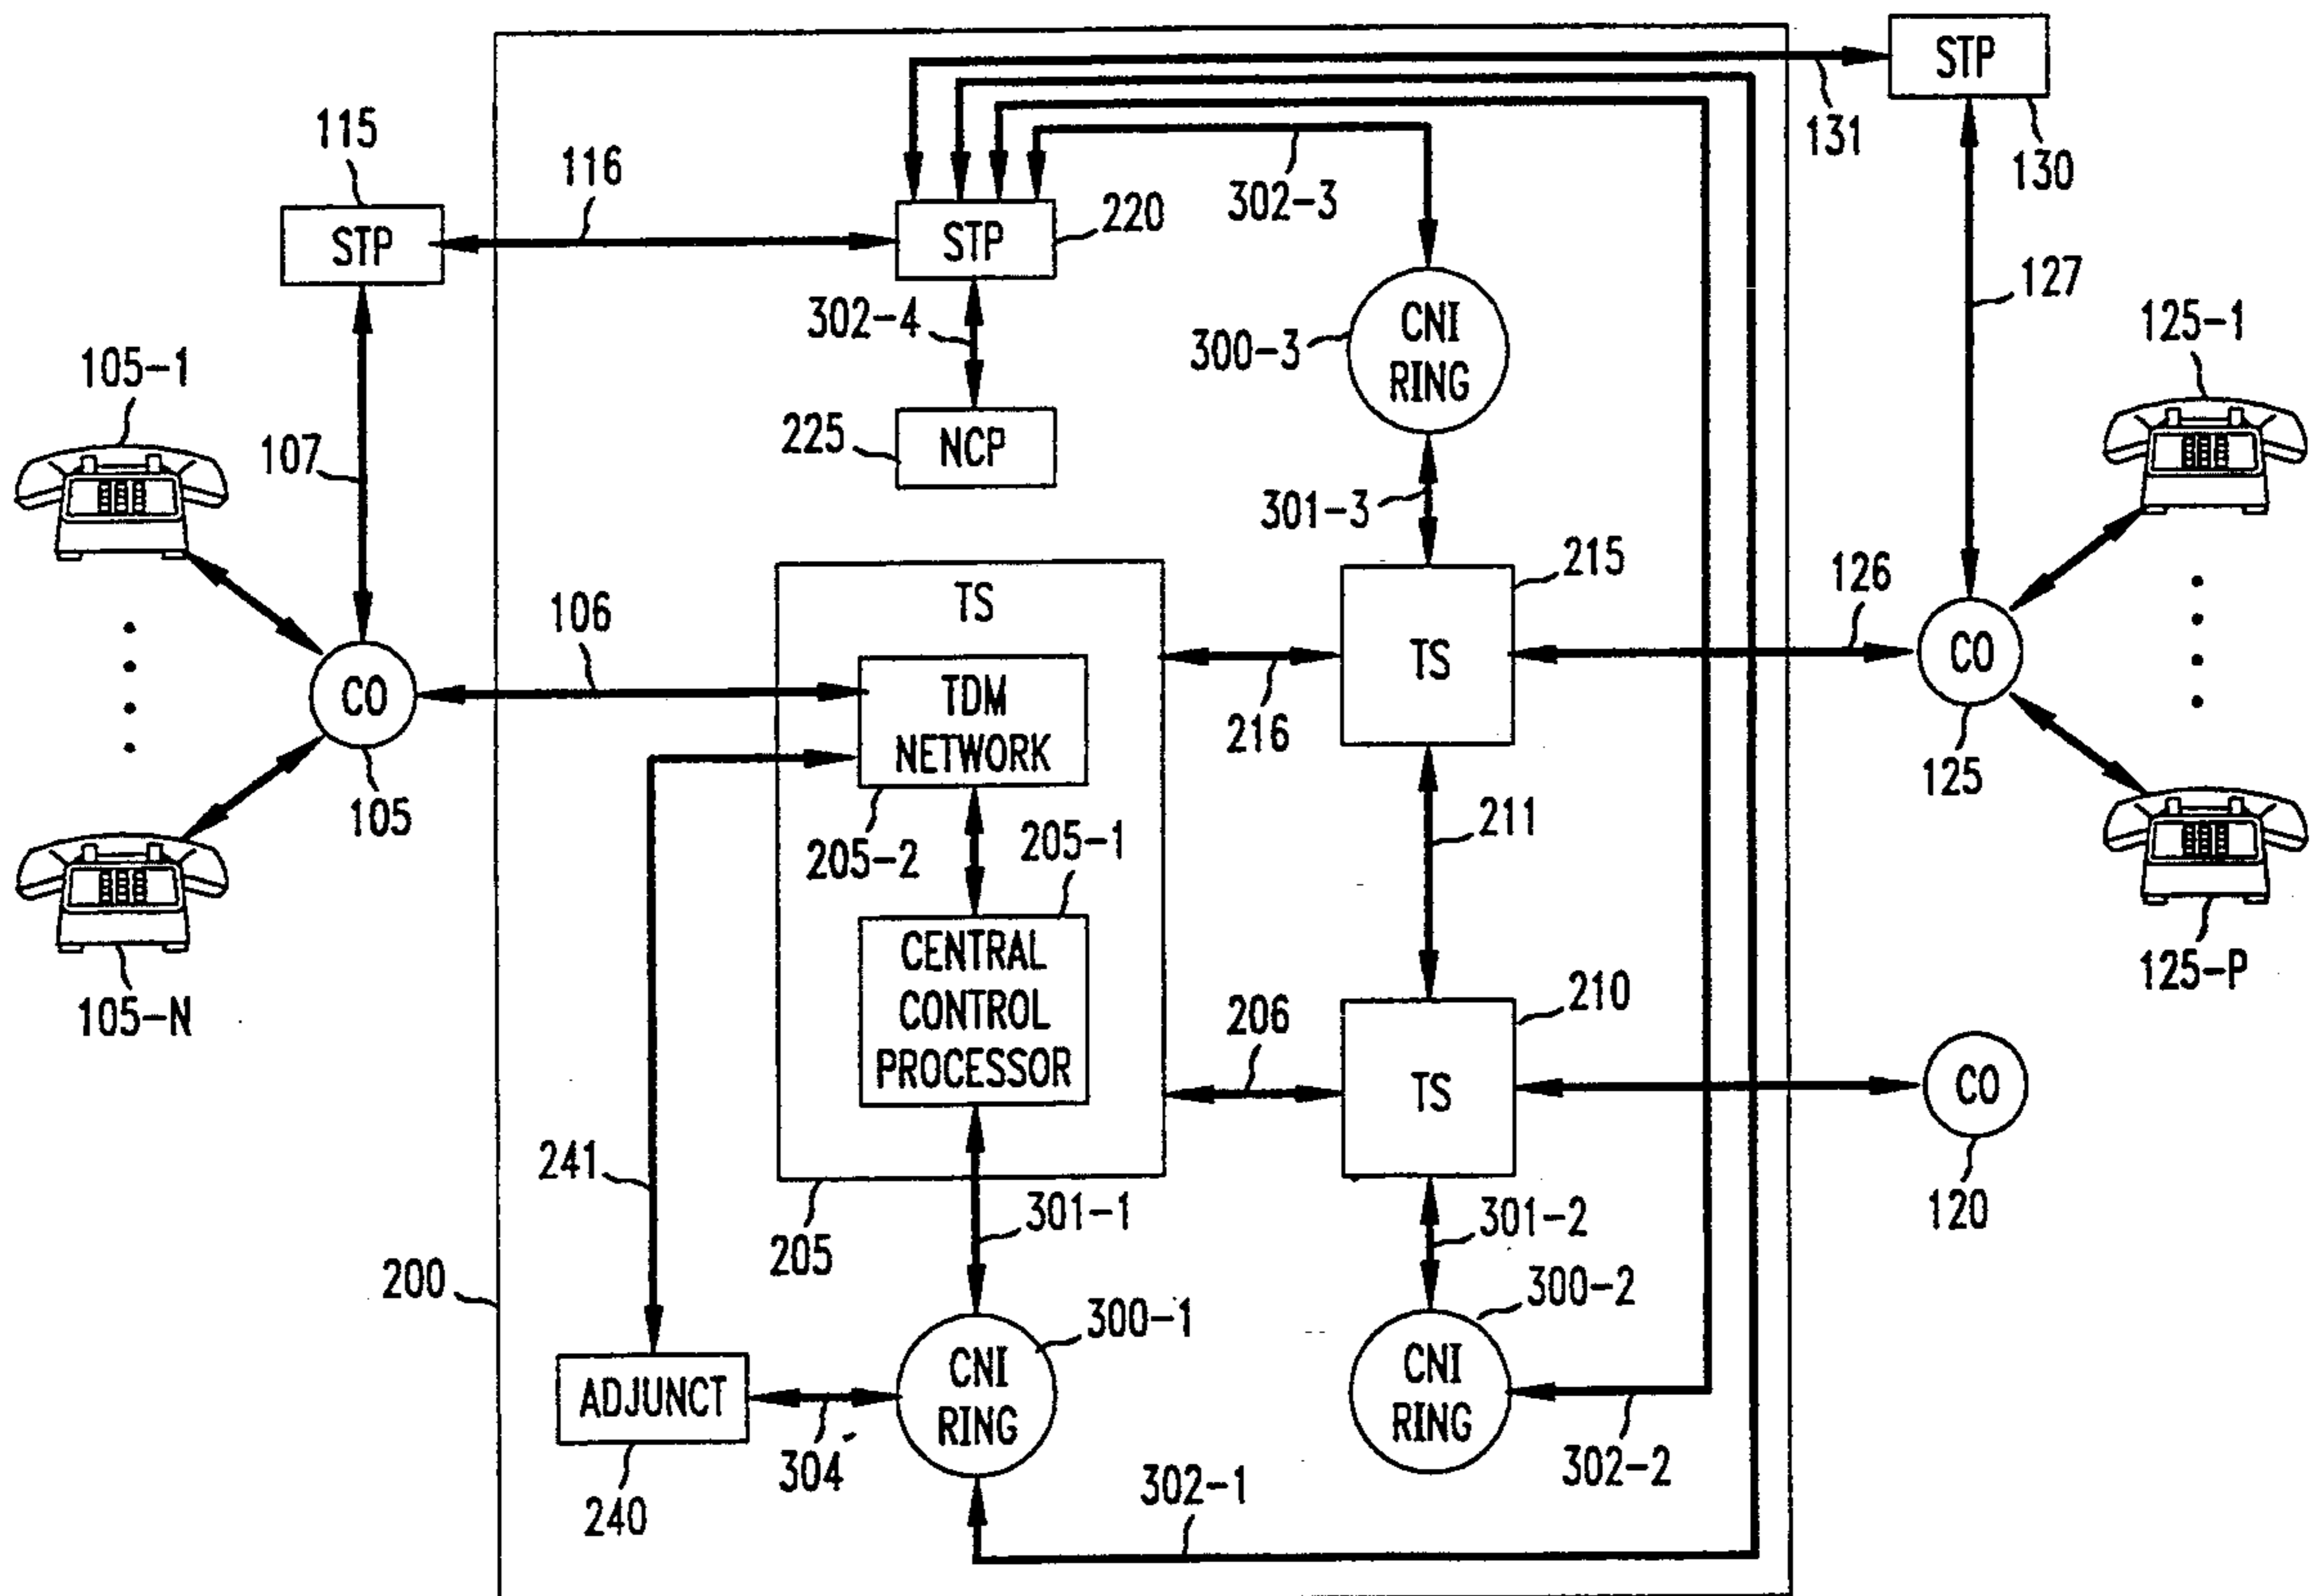 STP
115
116
131
130
STP
220
302-3
STP
127
302-4
CNI
RING
300-3
125-1
105-1
107
225
NCP
301-3
215
TS
106
126
TS
CO
CO
TDM
NETWORK
216
125
105
205-2
205-1
211
CENTRAL
CONTROL
PROCESSOR
125-P
105-N
210
206
TS
CO
241
301-1
301-2
120
205
200
300-1
300-2
CNI
RING
CNI
RING
ADJUNCT
304
302-1
302-2
240